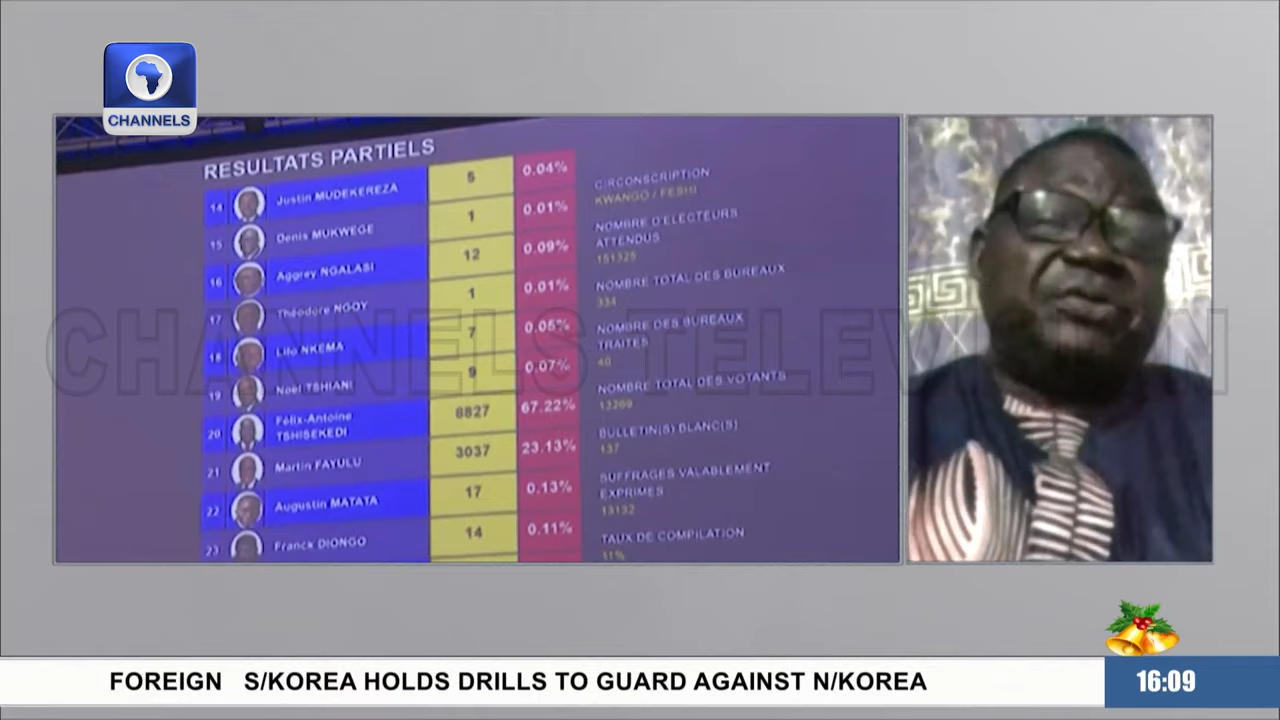 CHANNELS
RESULTATS PARTIELS
14 Justin MUDEKEREZA 5 0.04%
15 Denis MUKWEGE 1 0.01%
16 Aggrey NGALASI 12 0.09%
17 Théodore NGOY 1 0.01%
18 Lilo NKEMA 7 0.05%
19 Noël TSHIANI 9 0.07%
20 Félix-Antoine
TSHISEKEDI 8827 67.22%
21 Martin FAYULU 3037 23.13%
22 Augustin MATATA 17 0.13%
23 Franck DIONGO 14 0.11%
CIRCONSCRIPTION
KWANGO / FESHI
NOMBRE D'ELECTEURS
ATTENDUS
151325
NOMBRE TOTAL DES BUREAUX
334
NOMBRE DES BUREAUX
TRAITES
40
NOMBRE TOTAL DES VOTANTS
13269
BULLETIN(S) BLANC(S)
137
SUFFRAGES VALABLEMENT
EXPRIMES
13132
TAUX DE COMPILATION
11%
CHANNELS TELEVISION
FOREIGN S/KOREA HOLDS DRILLS TO GUARD AGAINST N/KOREA
16:09